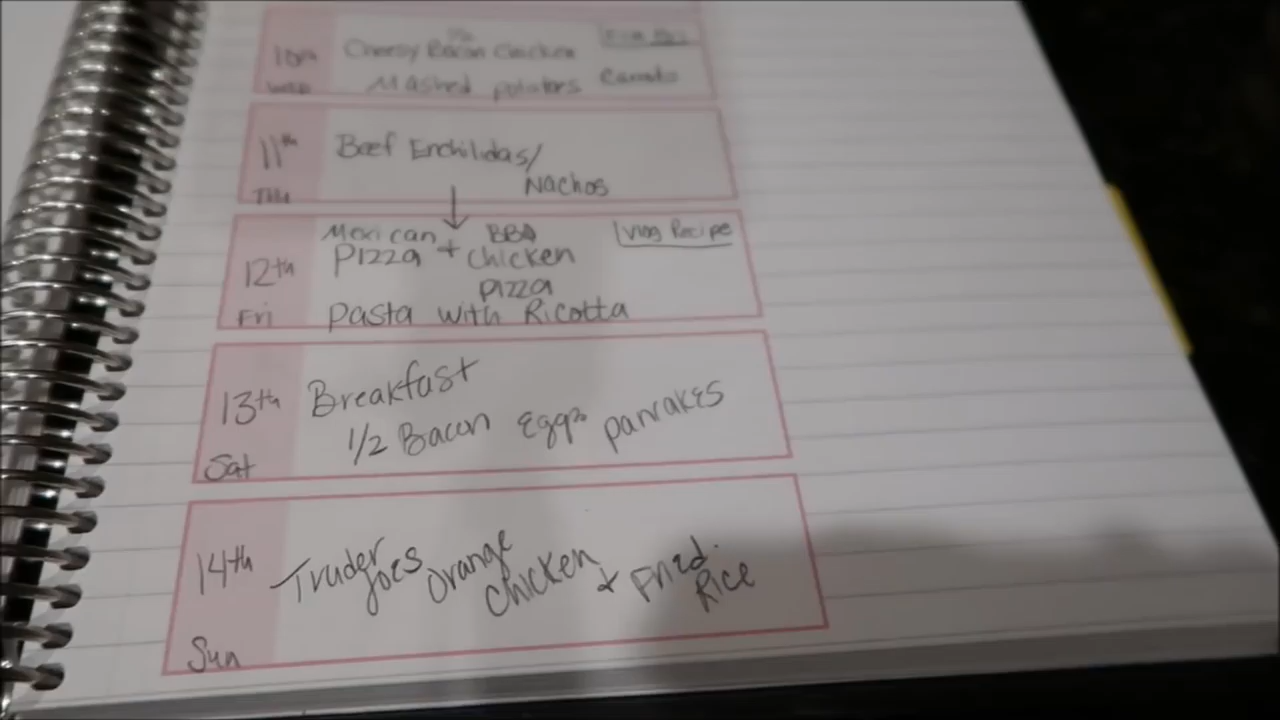 10th Cheesy Bacon Chicken
Wed Mashed potatoes Carrots
11th Beef Enchilidas/
Nachos
Thu
Mexican BBQ Vlog Recipe
12th Pizza + Chicken
Pizza
Fri Pasta with Ricotta
13th Breakfast
1/2 Bacon Eggs pancakes
Sat
14th Trader Joes Orange Chicken + Fried Rice
Sun